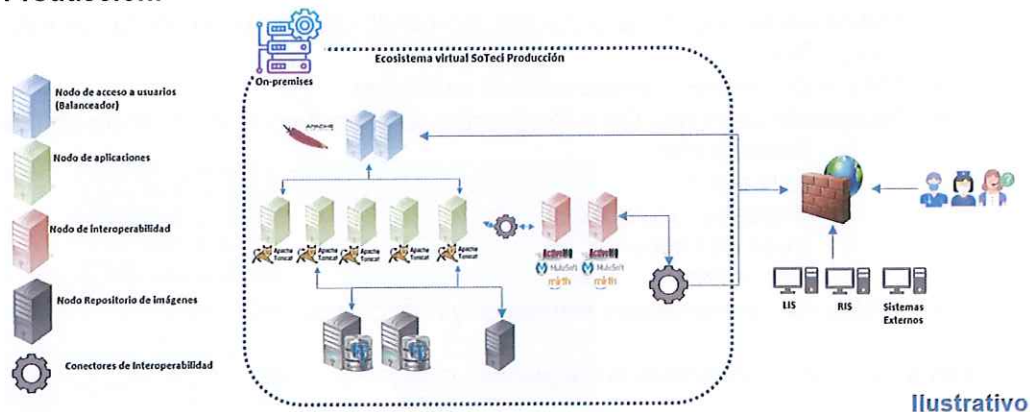 Producción.
Ecosistema virtual SoTeci Producción
On-premises
Nodo de acceso a usuarios
(Balanceador)
APACHE
Nodo de aplicaciones
Nodo de interoperabilidad
Apache
Tomcat
Apache
Tomcat
Apache
Tomcat
Apache
Tomcat
Apache
Tomcat
ActiveMQ
MuleSoft
mirth
ActiveMQ
MuleSoft
mirth
LIS
RIS
Sistemas
Externos
Nodo Repositorio de imágenes
Conectores de Interoperabilidad
Ilustrativo